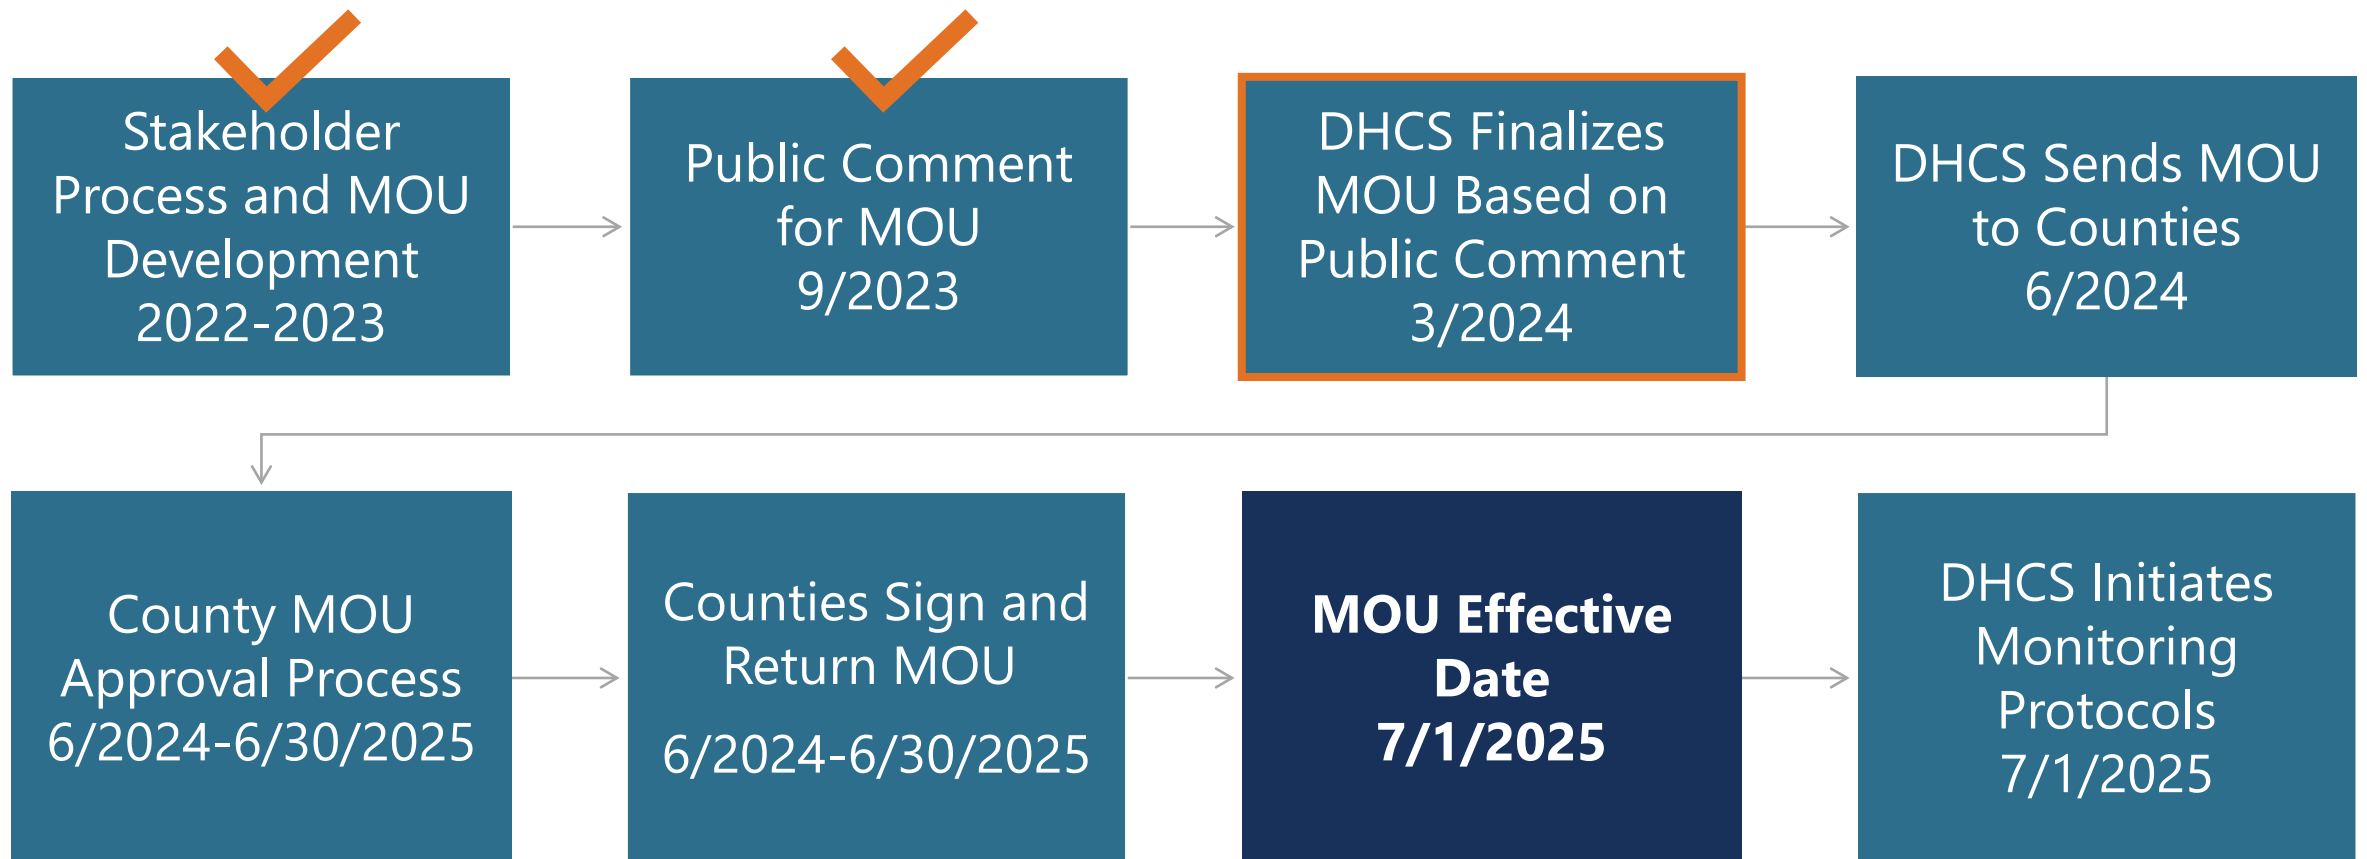 Stakeholder
Process and MOU
Development
2022-2023
Public Comment
for MOU
9/2023
DHCS Finalizes
MOU Based on
Public Comment
3/2024
DHCS Sends MOU
to Counties
6/2024
County MOU
Approval Process
6/2024-6/30/2025
Counties Sign and
Return MOU
6/2024-6/30/2025
MOU Effective
Date
7/1/2025
DHCS Initiates
Monitoring
Protocols
7/1/2025